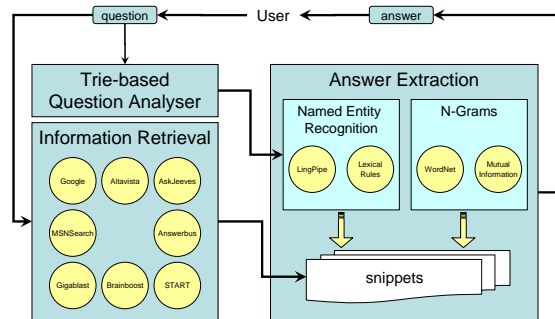 question
User
answer
Trie-based
Question Analyser
Information Retrieval
Google
Altavista
AskJeeves
MSNSearch
Answerbus
Gigablast
Brainboost
START
Answer Extraction
Named Entity
Recognition
LingPipe
Lexical
Rules
N-Grams
WordNet
Mutual
Information
snippets